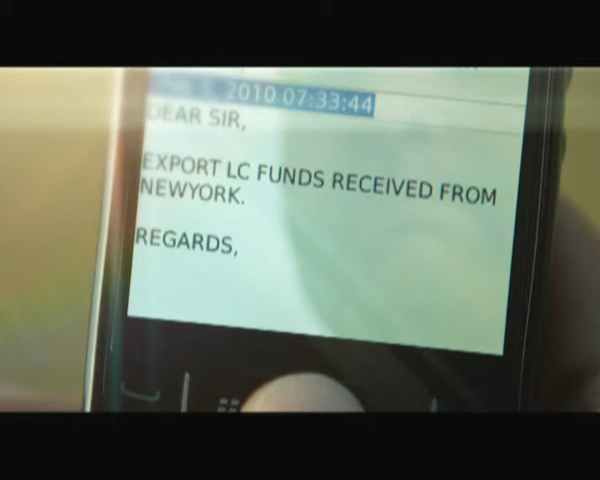 2010 07:33:44
DEAR SIR,
EXPORT LC FUNDS RECEIVED FROM
NEWYORK.
REGARDS,